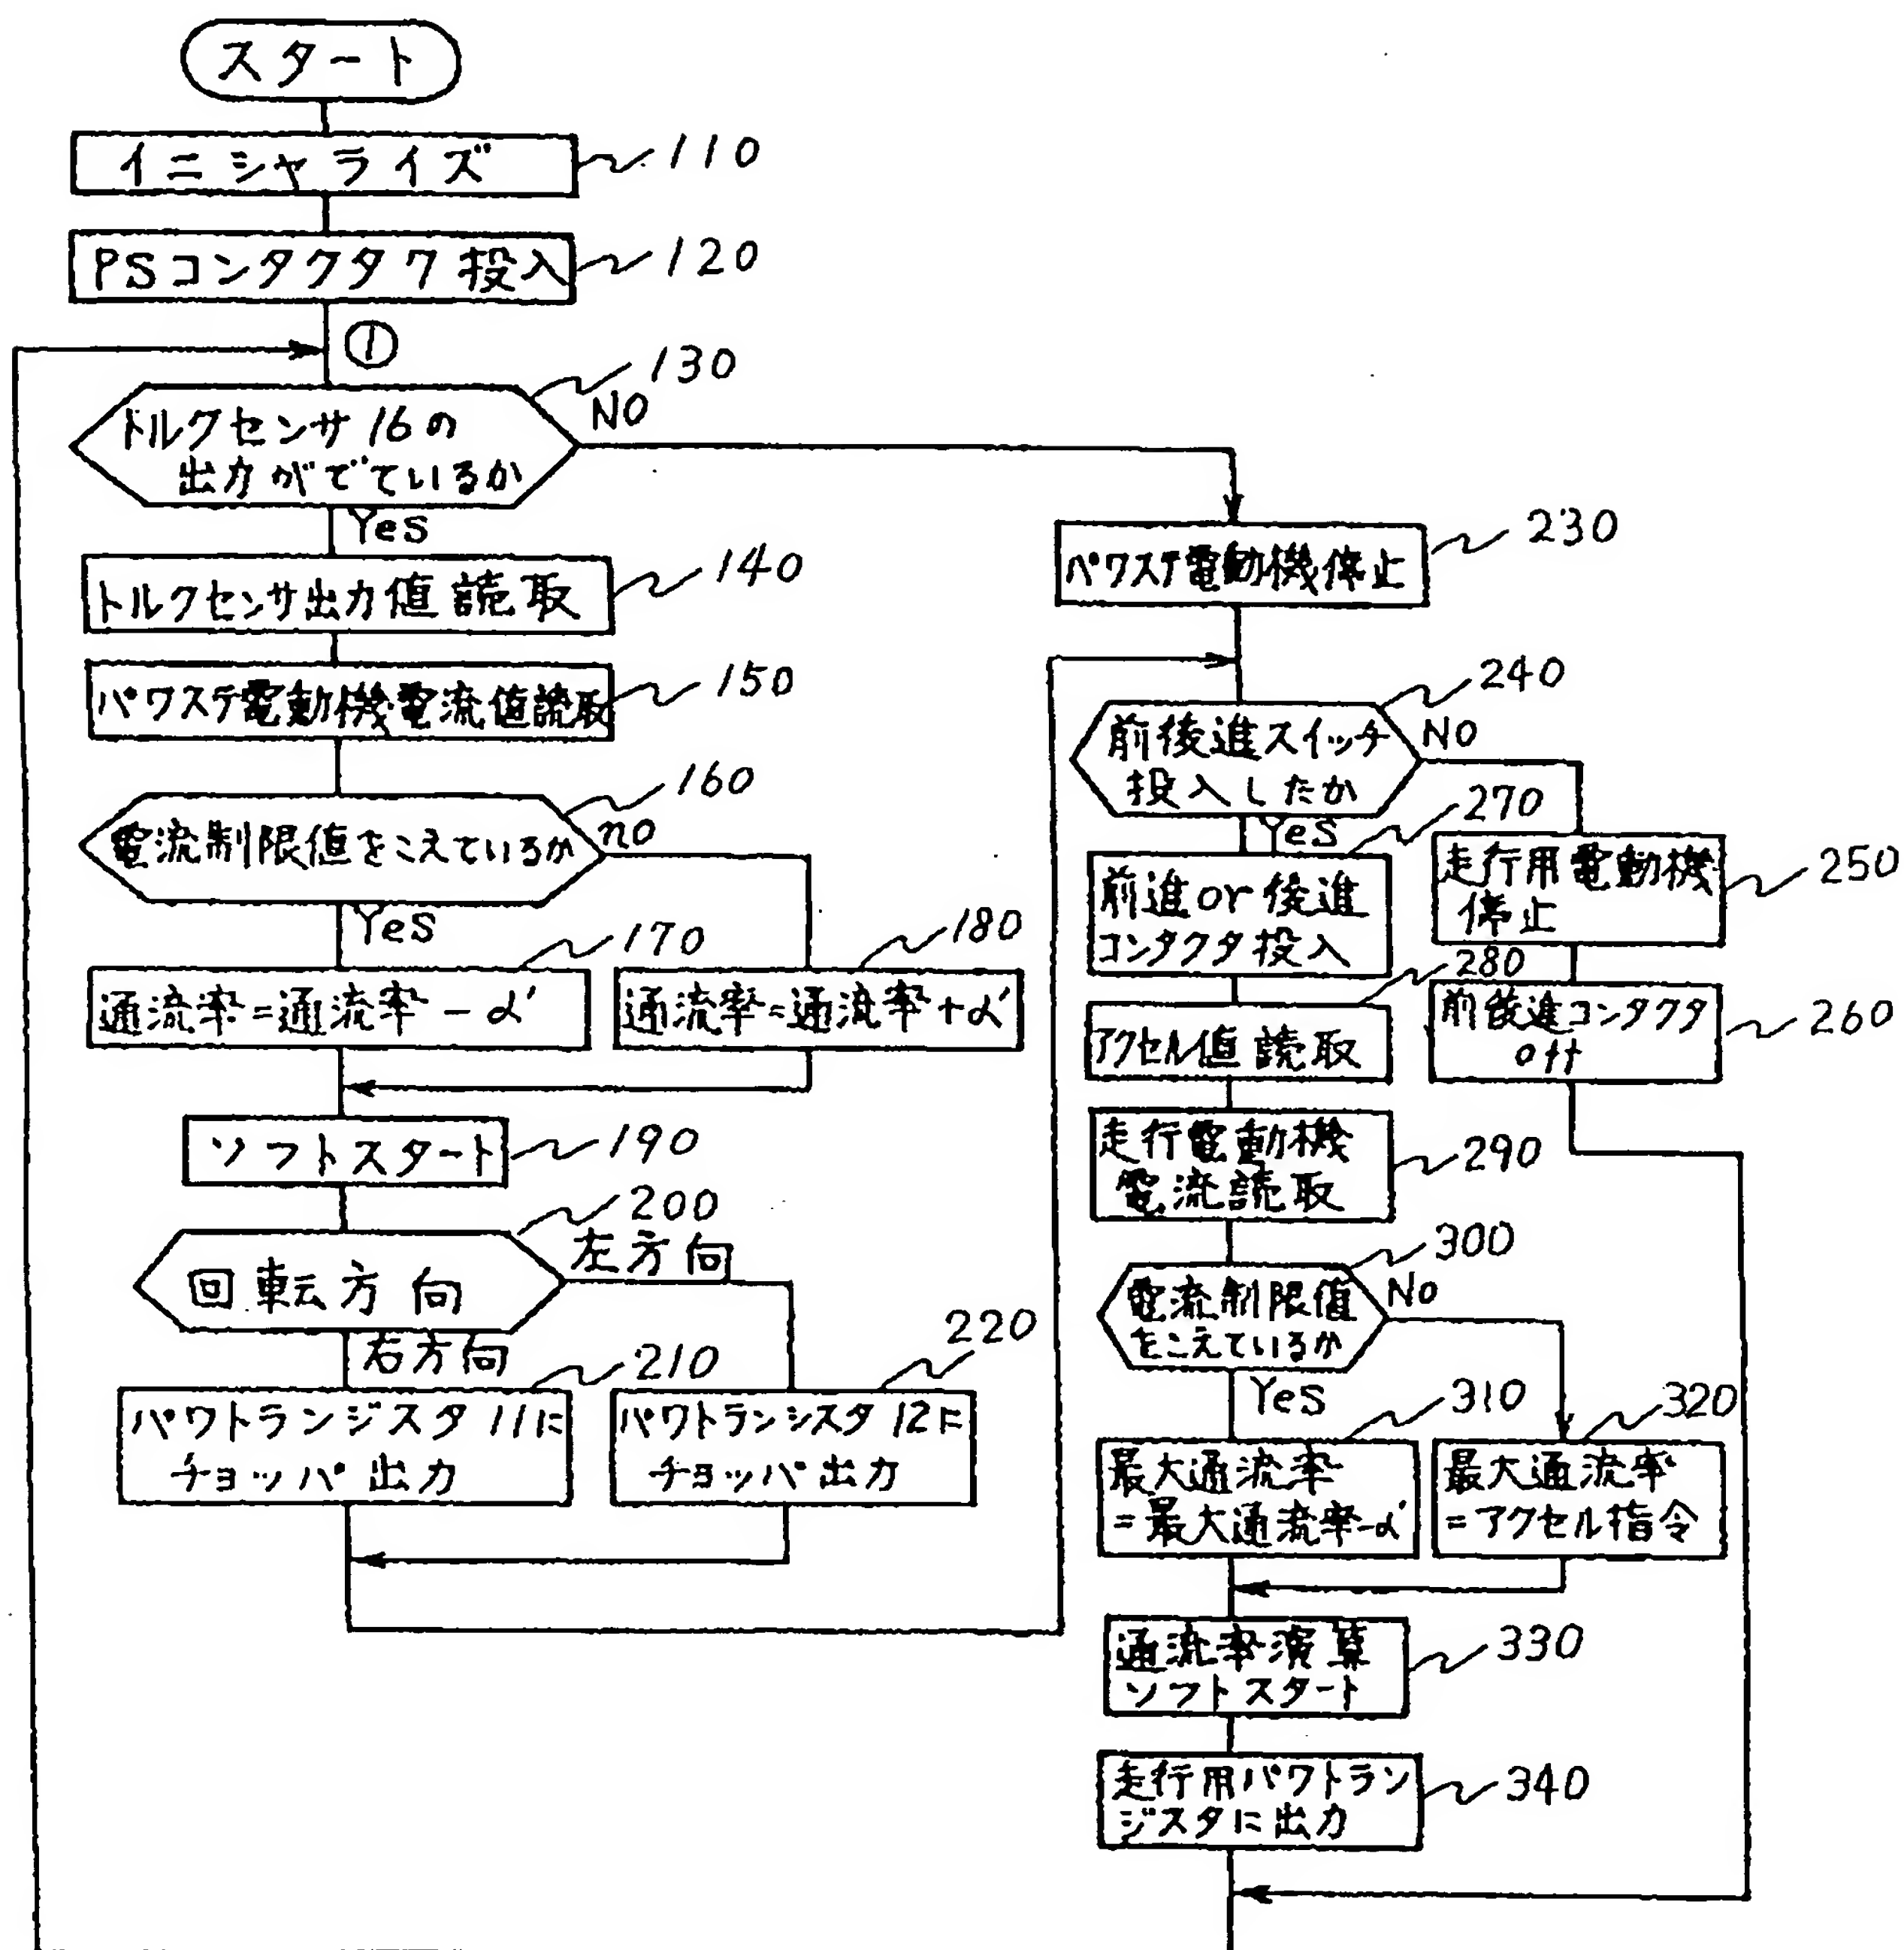 スタート
イニシャライズ
110
PSコンタクタ7投入
120
①
130
トルクセンサ16の
出力がでているか
NO
Yes
トルクセンサ出力値読取
140
パワステ電動機電流値読取
150
160
電流制限値をこえているか
no
Yes
170
180
通流率=通流率-α
通流率=通流率+α
ソフトスタート
190
200
回転方向
左方向
右方向
210
220
パワトランジスタ11に
チョッパ出力
パワトランシスタ12に
チョッパ出力
パワステ電動機停止
230
240
前後進スイッチ
投入したか
NO
Yes
270
前進or後進
コンタクタ投入
走行用電動機
停止
250
280
アクセル値読取
前後進コンタクタ
off
260
走行電動機
電流読取
290
300
電流制限値
をこえているか
No
Yes
310
320
最大通流率
=最大通流率-α
最大通流率
=アクセル指令
通流率演算
ソフトスタート
330
走行用パワトラン
ジスタに出力
340